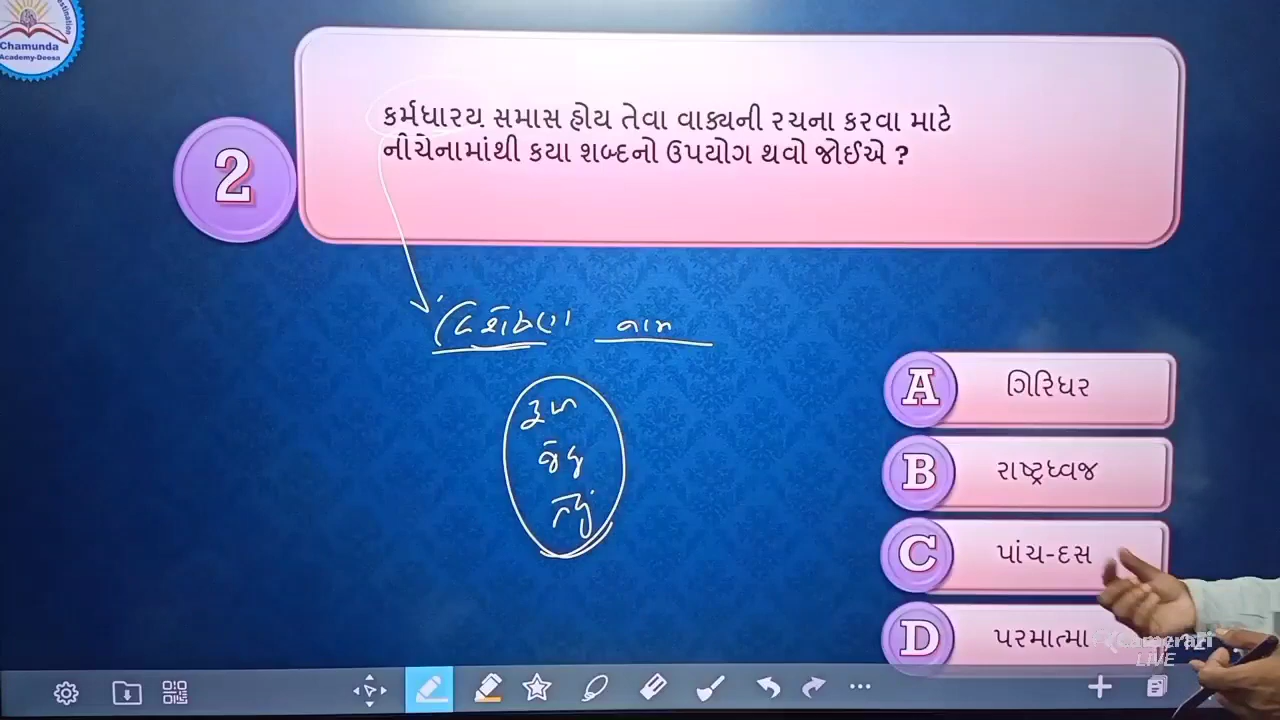 Chamunda
Academy-Deesa
2
કર્મધારય સમાસ હોય તેવા વાક્યની રચના કરવા માટે
નીચેનામાંથી કયા શબ્દનો ઉપયોગ થવો જોઈએ ?
વિશેષણ નામ
રૂપ
જેવું
A ગિરિધર
B રાષ્ટ્રધ્વજ
C પાંચ-દસ
D પરમાત્મા
LIVE